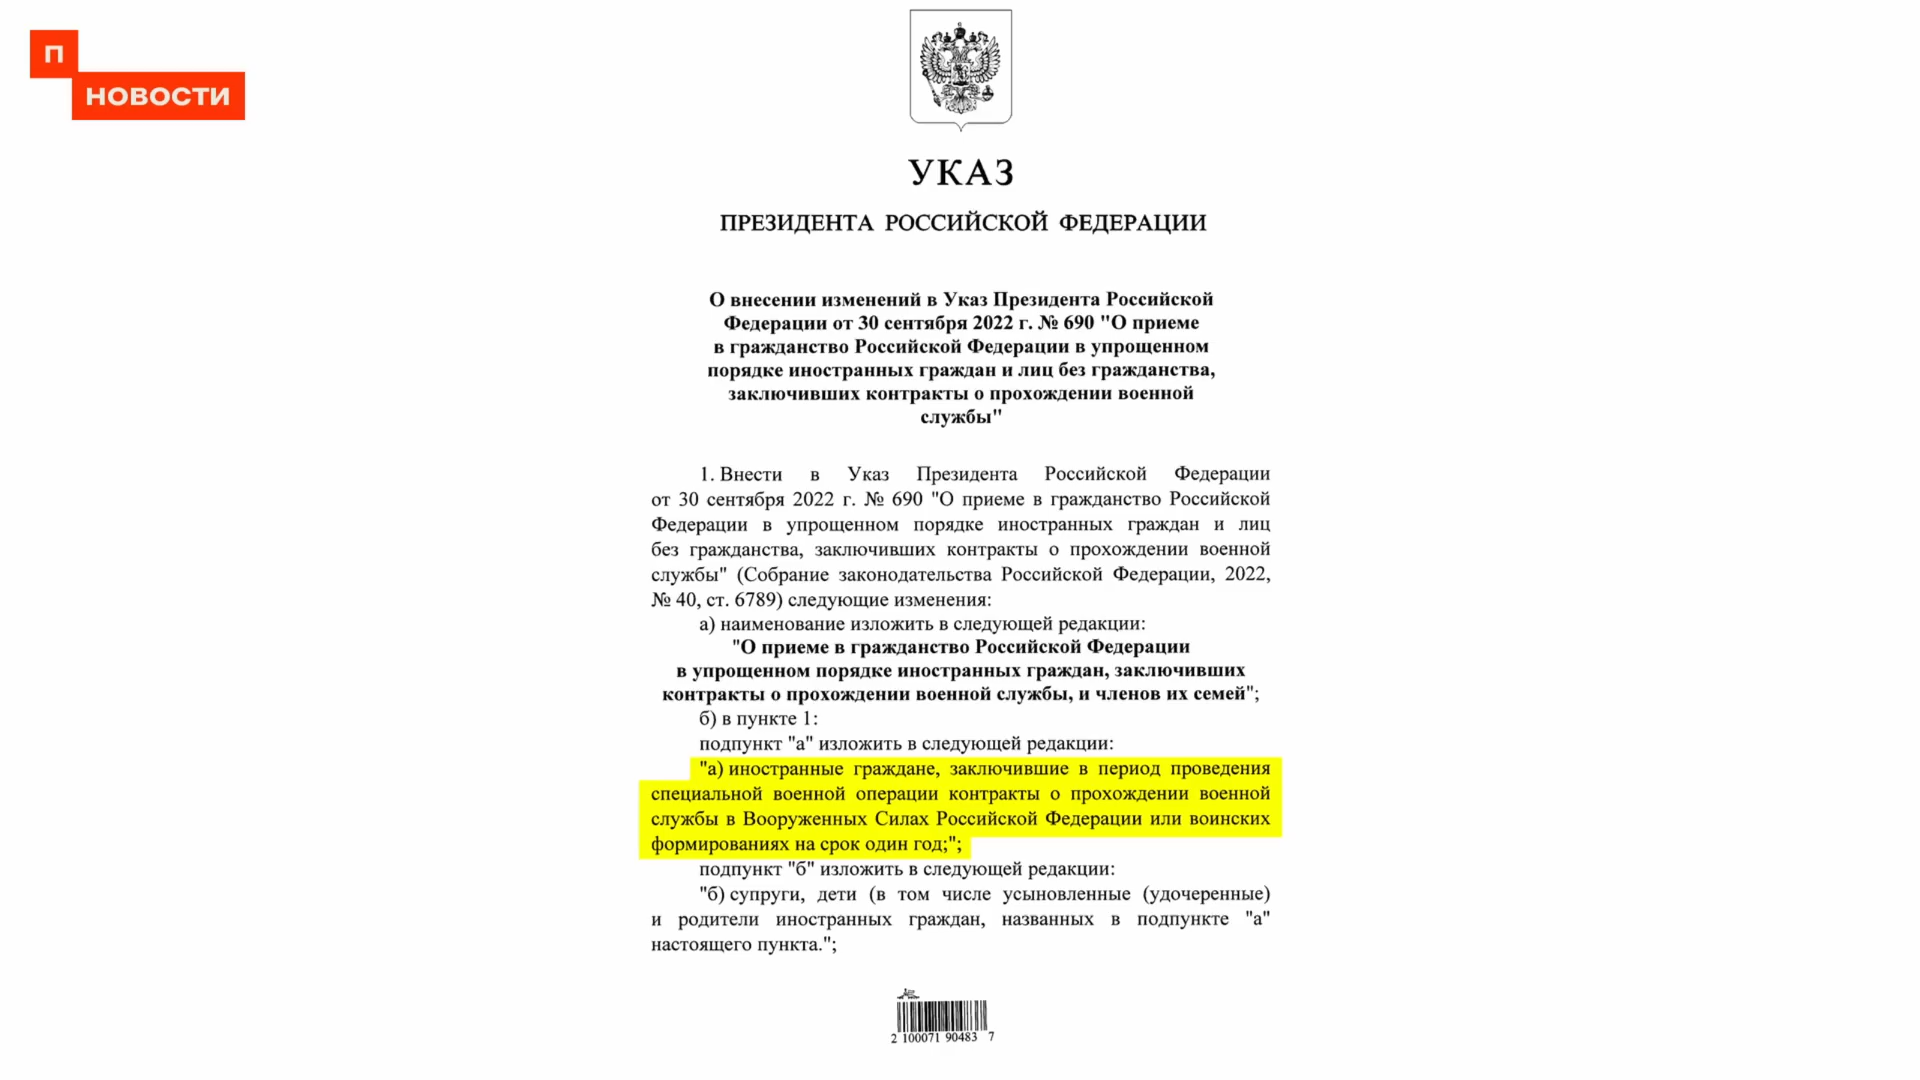 П
НОВОСТИ
УКАЗ
ПРЕЗИДЕНТА РОССИЙСКОЙ ФЕДЕРАЦИИ
О внесении изменений в Указ Президента Российской
Федерации от 30 сентября 2022 г. № 690 "О приеме
в гражданство Российской Федерации в упрощенном
порядке иностранных граждан и лиц без гражданства,
заключивших контракты о прохождении военной
службы"
1. Внести в Указ Президента Российской Федерации
от 30 сентября 2022 г. № 690 "О приеме в гражданство Российской
Федерации в упрощенном порядке иностранных граждан и лиц
без гражданства, заключивших контракты о прохождении военной
службы" (Собрание законодательства Российской Федерации, 2022,
№ 40, ст. 6789) следующие изменения:
а) наименование изложить в следующей редакции:
"О приеме в гражданство Российской Федерации
в упрощенном порядке иностранных граждан, заключивших
контракты о прохождении военной службы, и членов их семей";
б) в пункте 1:
подпункт "а" изложить в следующей редакции:
"а) иностранные граждане, заключившие в период проведения
специальной военной операции контракты о прохождении военной
службы в Вооруженных Силах Российской Федерации или воинских
формированиях на срок один год;";
подпункт "б" изложить в следующей редакции:
"б) супруги, дети (в том числе усыновленные (удочеренные)
и родители иностранных граждан, названных в подпункте "а"
настоящего пункта.";
2 100071 90483 7